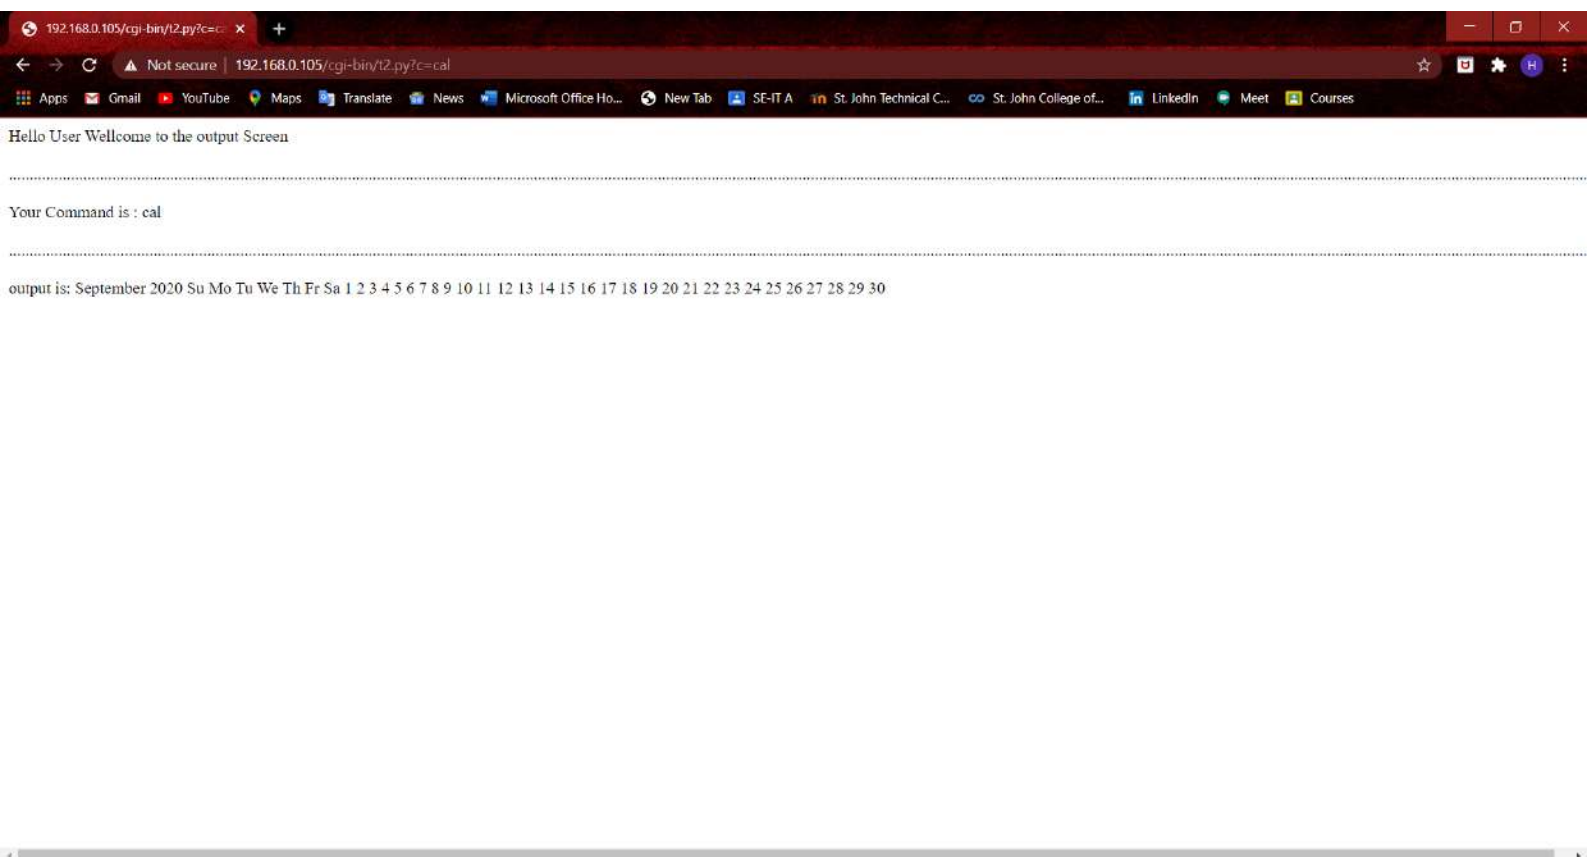 192.168.0.105/cgi-bin/t2.py?c=c
Not secure | 192.168.0.105/cgi-bin/t2.py?c=cal
H
Apps Gmail YouTube Maps Translate News Microsoft Office Ho... New Tab SE-IT A St. John Technical C... St. John College of... LinkedIn Meet Courses
Hello User Wellcome to the output Screen
Your Command is : cal
output is: September 2020 Su Mo Tu We Th Fr Sa 1 2 3 4 5 6 7 8 9 10 11 12 13 14 15 16 17 18 19 20 21 22 23 24 25 26 27 28 29 30